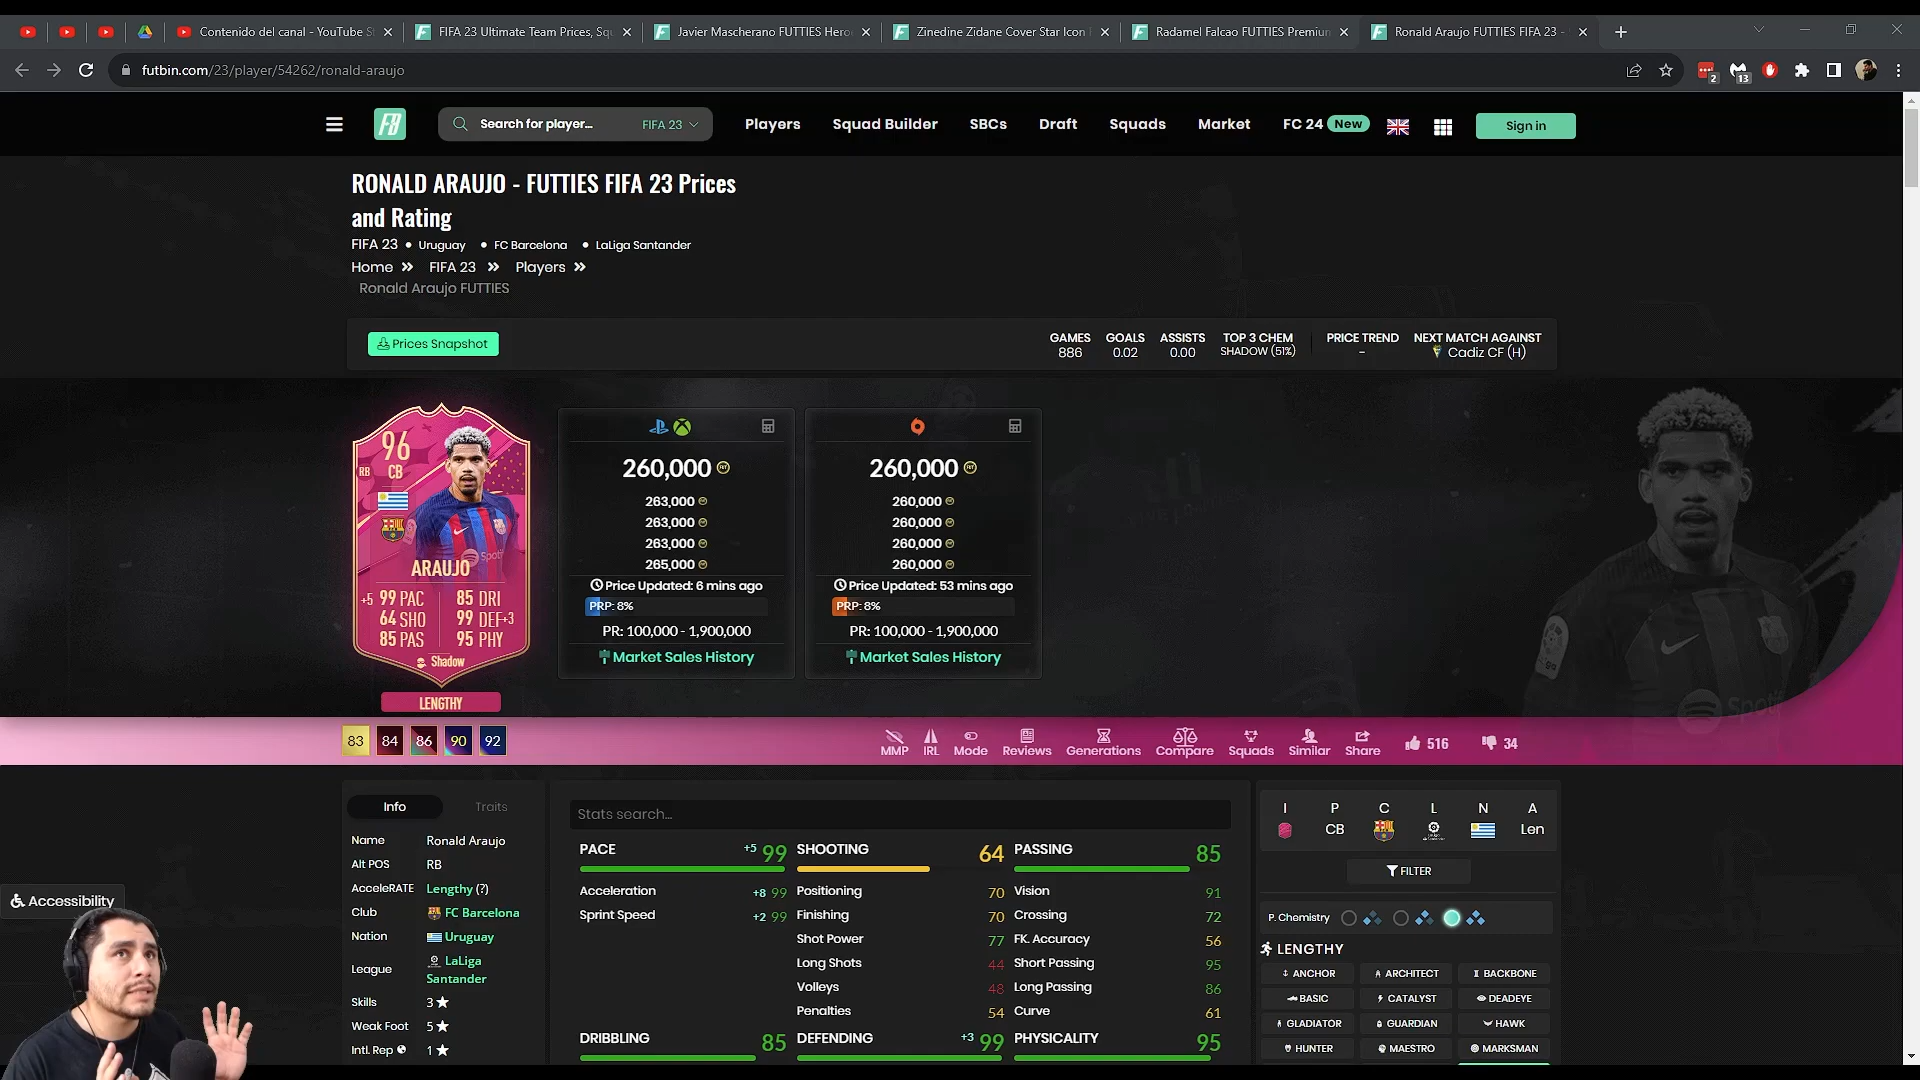 Contenido del canal - YouTube S
FIFA 23 Ultimate Team Prices, Squ
Javier Mascherano FUTTIES Hero
Zinedine Zidane Cover Star Icon
Radamel Falcao FUTTIES Premiun
Ronald Araujo FUTTIES FIFA 23 -
futbin.com/23/player/54262/ronald-araujo
2
13
FB
Search for player...
FIFA 23
Players
Squad Builder
SBCs
Draft
Squads
Market
FC 24 New
Sign in
RONALD ARAUJO - FUTTIES FIFA 23 Prices
and Rating
FIFA 23 • Uruguay • FC Barcelona • LaLiga Santander
Home » FIFA 23 » Players »
Ronald Araujo FUTTIES
Prices Snapshot
GAMES GOALS ASSISTS TOP 3 CHEM PRICE TREND NEXT MATCH AGAINST
886 0.02 0.00 SHADOW (51%) - Cadiz CF (H)
96
RB CB
ARAUJO
+5 99 PAC 85 DRI
64 SHO 99 DEF+3
85 PAS 95 PHY
Shadow
LENGTHY
260,000
263,000
263,000
263,000
265,000
Price Updated: 6 mins ago
PRP: 8%
PR: 100,000 - 1,900,000
Market Sales History
260,000
260,000
260,000
260,000
260,000
Price Updated: 53 mins ago
PRP: 8%
PR: 100,000 - 1,900,000
Market Sales History
83 84 86 90 92
MMP IRL Mode Reviews Generations Compare Squads Similar Share 516 34
Info Traits
Name Ronald Araujo
Alt POS RB
AcceleRATE Lengthy (?)
Club FC Barcelona
Nation Uruguay
League LaLiga
Santander
Skills 3★
Weak Foot 5★
Intl. Rep 1★
Accessibility
Stats search...
PACE +5 99
Acceleration +8 99
Sprint Speed +2 99
SHOOTING 64
Positioning 70
Finishing 70
Shot Power 77
Long Shots 44
Volleys 48
Penalties 54
PASSING 85
Vision 91
Crossing 72
FK. Accuracy 56
Short Passing 95
Long Passing 86
Curve 61
DRIBBLING 85
DEFENDING +3 99
PHYSICALITY 95
I P C L N A
CB Len
FILTER
P. Chemistry
LENGTHY
ANCHOR ARCHITECT BACKBONE
BASIC CATALYST DEADEYE
GLADIATOR GUARDIAN HAWK
HUNTER MAESTRO MARKSMAN